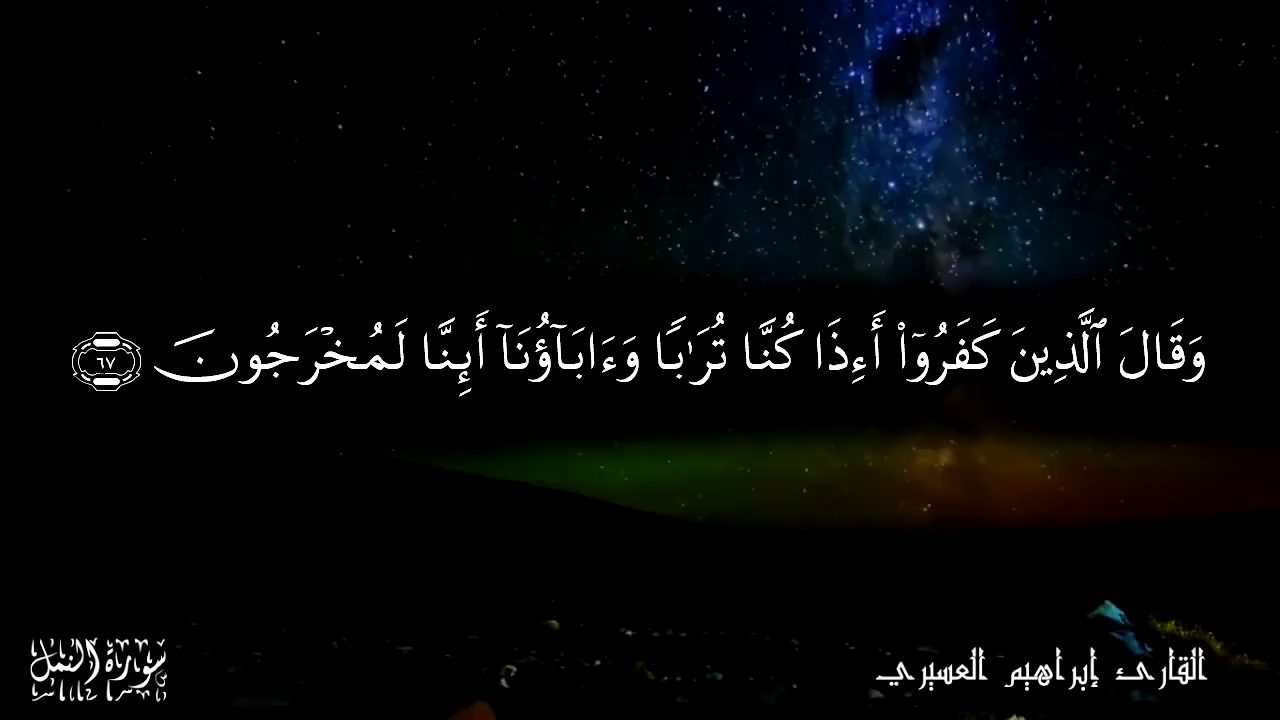 وَقَالَ ٱلَّذِينَ كَفَرُوٓا۟ أَءِذَا كُنَّا تُرَٰبًا وَءَابَآؤُنَآ أَئِنَّا لَمُخْرَجُونَ ٦٧
سورة النمل
القارئ إبراهيم العسيري